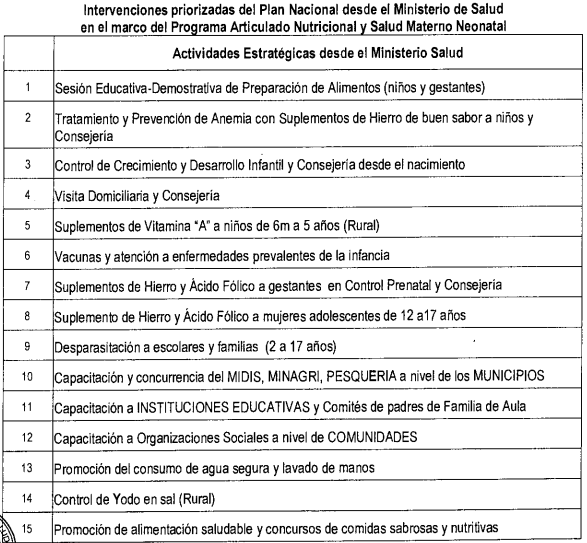 Intervenciones priorizadas del Plan Nacional desde el Ministerio de Salud
en el marco del Programa Articulado Nutricional y Salud Materno Neonatal
Actividades Estratégicas desde el Ministerio Salud
1 Sesión Educativa-Demostrativa de Preparación de Alimentos (niños y gestantes)
2 Tratamiento y Prevención de Anemia con Suplementos de Hierro de buen sabor a niños y
Consejería
3 Control de Crecimiento y Desarrollo Infantil y Consejería desde el nacimiento
4 Visita Domiciliaria y Consejería
5 Suplementos de Vitamina "A" a niños de 6m a 5 años (Rural)
6 Vacunas y atención a enfermedades prevalentes de la infancia
7 Suplementos de Hierro y Ácido Fólico a gestantes en Control Prenatal y Consejería
8 Suplemento de Hierro y Ácido Fólico a mujeres adolescentes de 12 a17 años
9 Desparasitación a escolares y familias (2 a 17 años)
10 Capacitación y concurrencia del MIDIS, MINAGRI, PESQUERIA a nivel de los MUNICIPIOS
11 Capacitación a INSTITUCIONES EDUCATIVAS y Comités de padres de Familia de Aula
12 Capacitación a Organizaciones Sociales a nivel de COMUNIDADES
13 Promoción del consumo de agua segura y lavado de manos
14 Control de Yodo en sal (Rural)
15 Promoción de alimentación saludable y concursos de comidas sabrosas y nutritivas